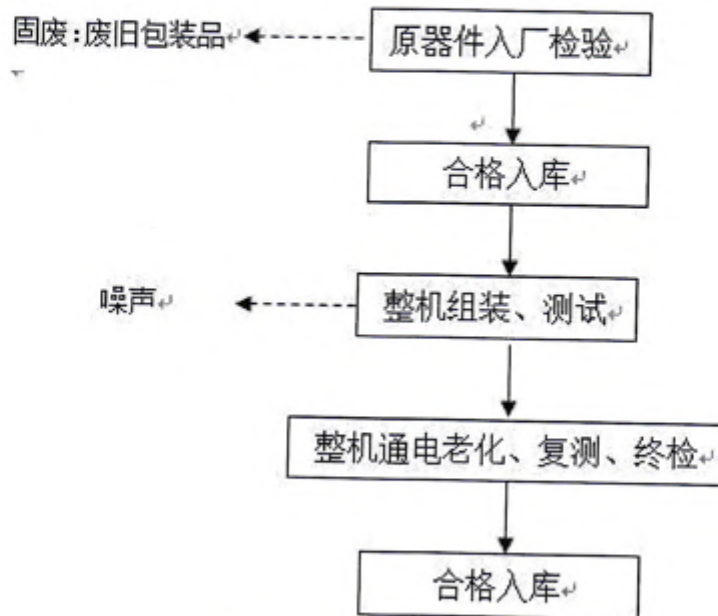 固废:废旧包装品
原器件入厂检验
合格入库
噪声
整机组装、测试
整机通电老化、复测、终检
合格入库